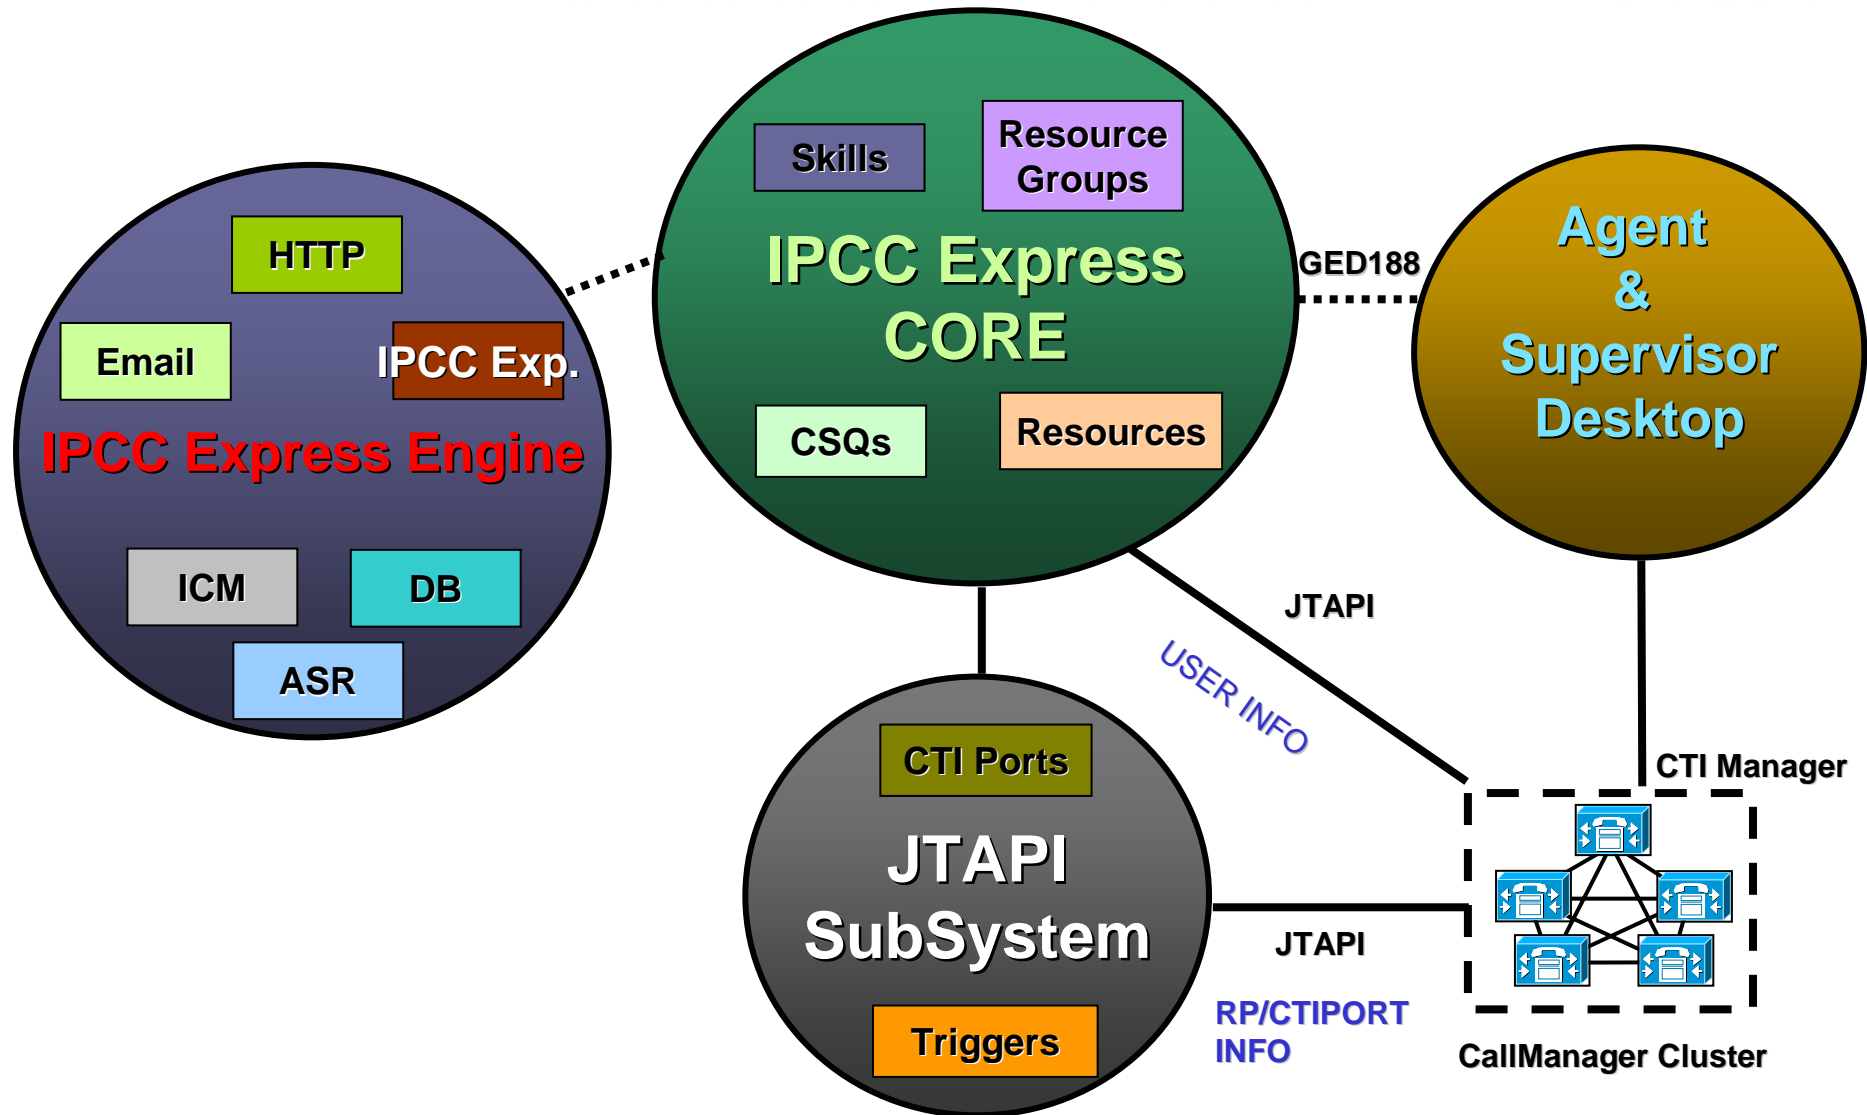 HTTP
Email
IPCC Exp.
IPCC Express Engine
ICM
DB
ASR
Skills
Resource
Groups
IPCC Express
CORE
CSQs
Resources
GED188
Agent
&
Supervisor
Desktop
JTAPI
USER INFO
CTI Manager
CTI Ports
JTAPI
SubSystem
Triggers
JTAPI
RP/CTIPORT
INFO
CallManager Cluster